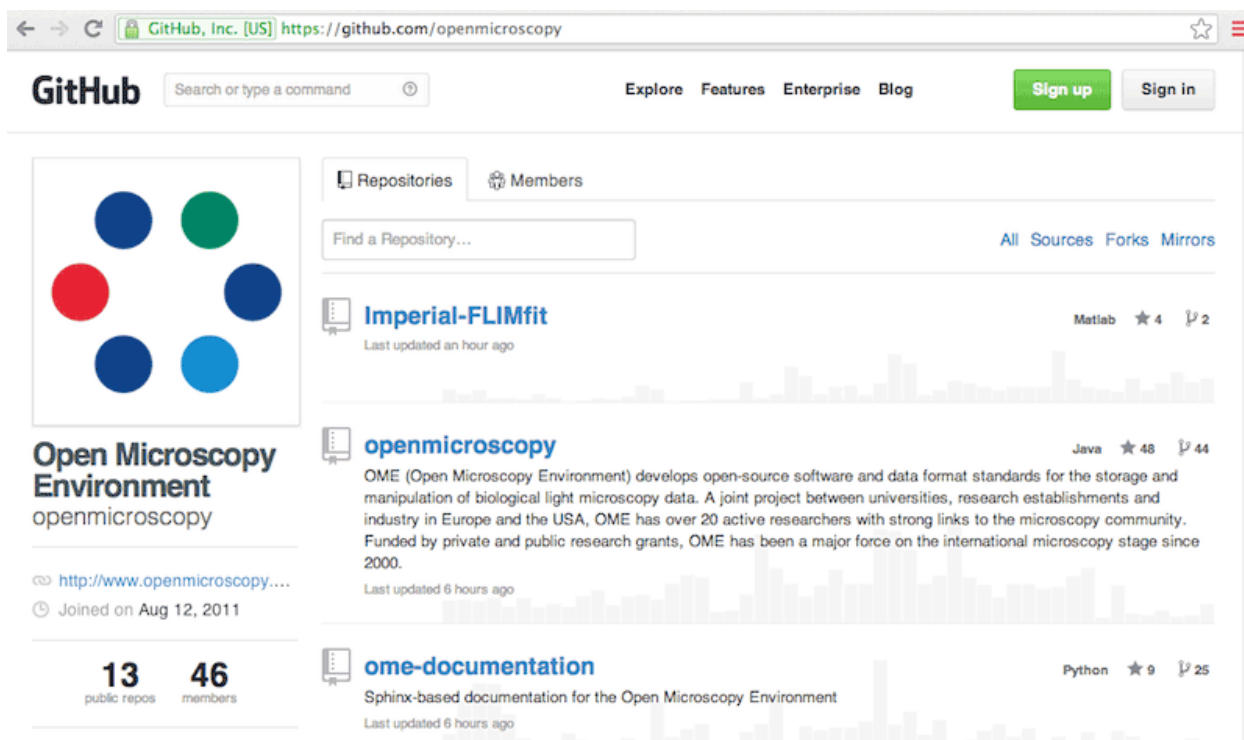 GitHub, Inc. [US] https://github.com/openmicroscopy
GitHub Search or type a command Explore Features Enterprise Blog Sign up Sign in
Repositories Members
Find a Repository... All Sources Forks Mirrors
Imperial-FLIMfit Matlab 4 2
Last updated an hour ago
openmicroscopy Java 48 44
OME (Open Microscopy Environment) develops open-source software and data format standards for the storage and
manipulation of biological light microscopy data. A joint project between universities, research establishments and
industry in Europe and the USA, OME has over 20 active researchers with strong links to the microscopy community.
Funded by private and public research grants, OME has been a major force on the international microscopy stage since
2000.
Last updated 6 hours ago
ome-documentation Python 9 25
Sphinx-based documentation for the Open Microscopy Environment
Last updated 6 hours ago
Open Microscopy
Environment
openmicroscopy
http://www.openmicroscopy....
Joined on Aug 12, 2011
13 46
public repos members